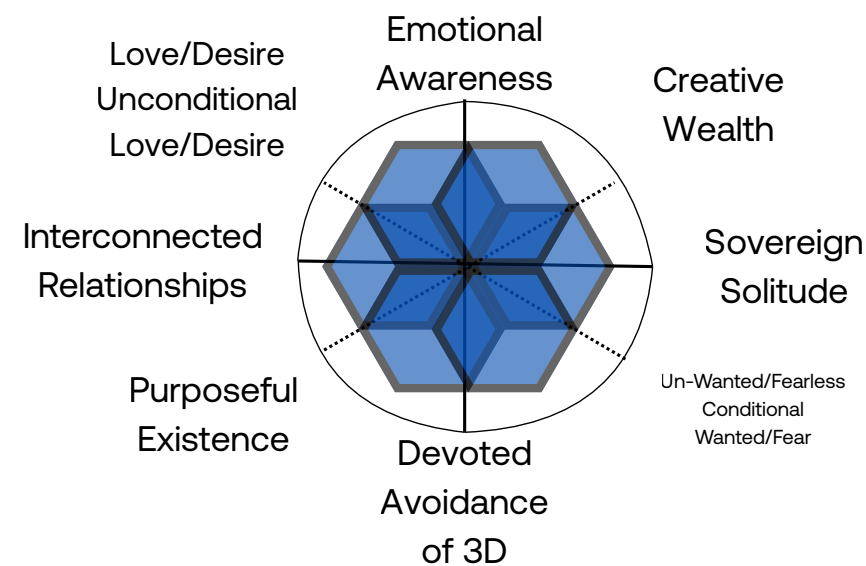 Emotional
Awareness
Love/Desire
Unconditional
Love/Desire
Creative
Wealth
Interconnected
Relationships
Sovereign
Solitude
Purposeful
Existence
Un-Wanted/Fearless
Conditional
Wanted/Fear
Devoted
Avoidance
of 3D